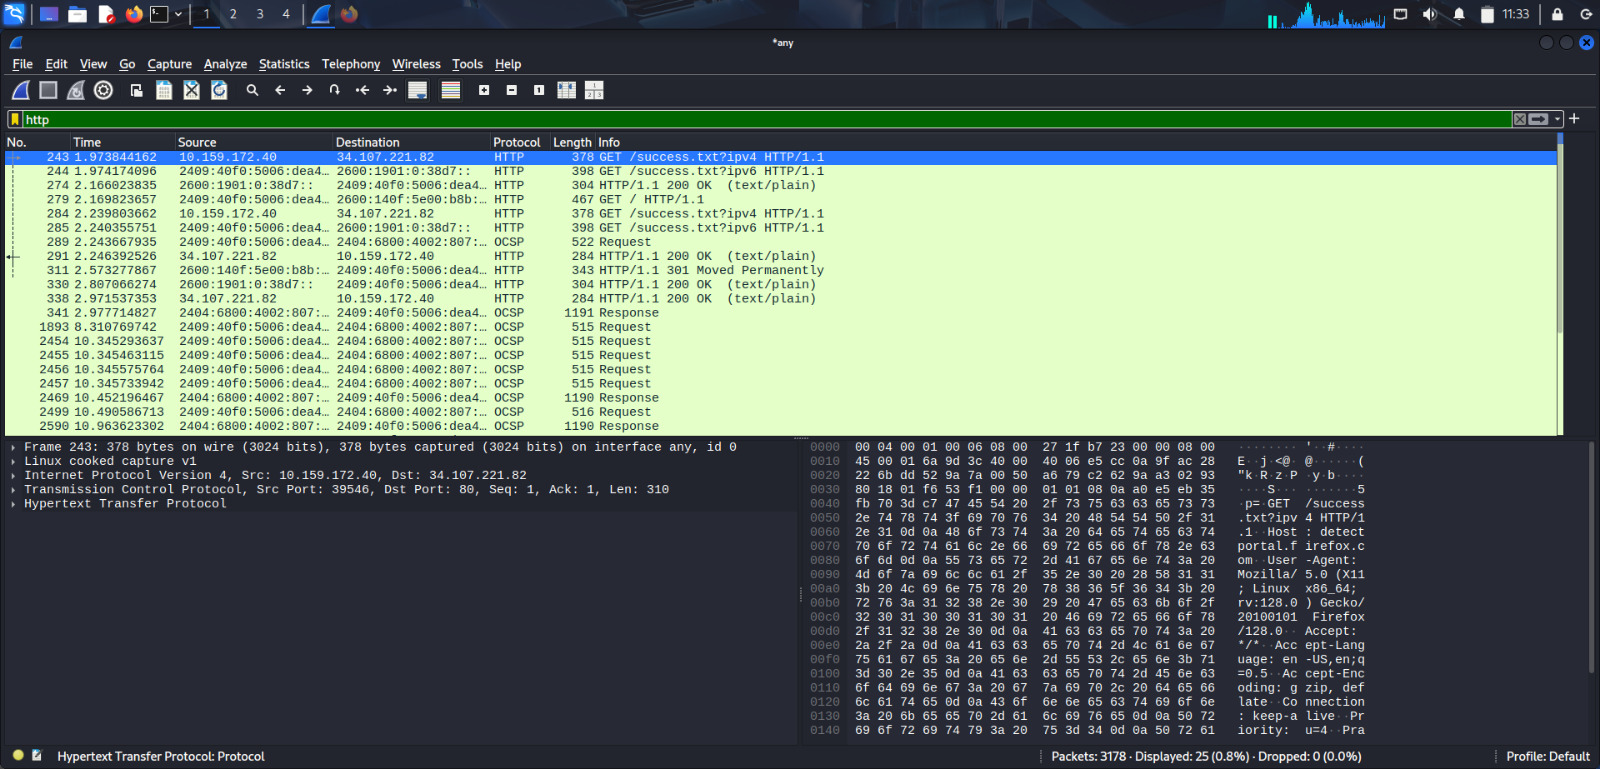 1 2 3 4 11:33
*any
File Edit View Go Capture Analyze Statistics Telephony Wireless Tools Help
http
No. Time Source Destination Protocol Length Info
243 1.973844162 10.159.172.40 34.107.221.82 HTTP 378 GET /success.txt?ipv4 HTTP/1.1
244 1.974174096 2409:40f0:5006:dea4… 2600:1901:0:38d7:: HTTP 398 GET /success.txt?ipv6 HTTP/1.1
274 2.166023835 2600:1901:0:38d7:: 2409:40f0:5006:dea4… HTTP 304 HTTP/1.1 200 OK (text/plain)
279 2.169823657 2409:40f0:5006:dea4… 2600:140f:5e00:b8b:… HTTP 467 GET / HTTP/1.1
284 2.239803662 10.159.172.40 34.107.221.82 HTTP 378 GET /success.txt?ipv4 HTTP/1.1
285 2.240355751 2409:40f0:5006:dea4… 2600:1901:0:38d7:: HTTP 398 GET /success.txt?ipv6 HTTP/1.1
289 2.243667935 2409:40f0:5006:dea4… 2404:6800:4002:807:… OCSP 522 Request
291 2.246392526 34.107.221.82 10.159.172.40 HTTP 284 HTTP/1.1 200 OK (text/plain)
311 2.573277867 2600:140f:5e00:b8b:… 2409:40f0:5006:dea4… HTTP 343 HTTP/1.1 301 Moved Permanently
330 2.807066274 2600:1901:0:38d7:: 2409:40f0:5006:dea4… HTTP 304 HTTP/1.1 200 OK (text/plain)
338 2.971537353 34.107.221.82 10.159.172.40 HTTP 284 HTTP/1.1 200 OK (text/plain)
341 2.977714827 2404:6800:4002:807:… 2409:40f0:5006:dea4… OCSP 1191 Response
1893 8.310769742 2409:40f0:5006:dea4… 2404:6800:4002:807:… OCSP 515 Request
2454 10.345293637 2409:40f0:5006:dea4… 2404:6800:4002:807:… OCSP 515 Request
2455 10.345463115 2409:40f0:5006:dea4… 2404:6800:4002:807:… OCSP 515 Request
2456 10.345575764 2409:40f0:5006:dea4… 2404:6800:4002:807:… OCSP 515 Request
2457 10.345733942 2409:40f0:5006:dea4… 2404:6800:4002:807:… OCSP 515 Request
2469 10.452196467 2404:6800:4002:807:… 2409:40f0:5006:dea4… OCSP 1190 Response
2499 10.490586713 2409:40f0:5006:dea4… 2404:6800:4002:807:… OCSP 516 Request
2590 10.963623302 2404:6800:4002:807:… 2409:40f0:5006:dea4… OCSP 1190 Response
Frame 243: 378 bytes on wire (3024 bits), 378 bytes captured (3024 bits) on interface any, id 0
Linux cooked capture v1
Internet Protocol Version 4, Src: 10.159.172.40, Dst: 34.107.221.82
Transmission Control Protocol, Src Port: 39546, Dst Port: 80, Seq: 1, Ack: 1, Len: 310
Hypertext Transfer Protocol
0000 00 04 00 01 00 06 08 00 27 1f b7 23 00 00 08 00 ········ '··#····
0010 45 00 01 6a 9d 3c 40 00 40 06 e5 cc 0a 9f ac 28 E··j·<@· @······(
0020 22 6b dd 52 9a 7a 00 50 a6 79 c2 62 9a a3 02 93 "k·R·z·P ·y·b····
0030 80 18 01 f6 53 f1 00 00 01 01 08 0a a0 e5 eb 35 ····S··· ·······5
0040 fb 70 3d c7 47 45 54 20 2f 73 75 63 63 65 73 73 ·p=·GET /success
0050 2e 74 78 74 3f 69 70 76 34 20 48 54 54 50 2f 31 .txt?ipv4 HTTP/1
0060 2e 31 0d 0a 48 6f 73 74 3a 20 64 65 74 65 63 74 .1··Host : detect
0070 70 6f 72 74 61 6c 2e 66 69 72 65 66 6f 78 2e 63 portal.f irefox.c
0080 6f 6d 0d 0a 55 73 65 72 2d 41 67 65 6e 74 3a 20 om··User -Agent:
0090 4d 6f 7a 69 6c 6c 61 2f 35 2e 30 20 28 58 31 31 Mozilla/ 5.0 (X11
00a0 3b 20 4c 69 6e 75 78 20 78 38 36 5f 36 34 3b 20 ; Linux x86_64;
00b0 72 76 3a 31 32 38 2e 30 29 20 47 65 63 6b 6f 2f rv:128.0 ) Gecko/
00c0 32 30 31 30 30 31 30 31 20 46 69 72 65 66 6f 78 20100101 Firefox
00d0 2f 31 32 38 2e 30 0d 0a 41 63 63 65 70 74 3a 20 /128.0·· Accept:
00e0 2a 2f 2a 0d 0a 41 63 63 65 70 74 2d 4c 61 6e 67 */*··Acc ept-Lang
00f0 75 61 67 65 3a 20 65 6e 2d 55 53 2c 65 6e 3b 71 uage: en -US,en;q
0100 3d 30 2e 35 0d 0a 41 63 63 65 70 74 2d 45 6e 63 =0.5··Ac cept-Enc
0110 6f 64 69 6e 67 3a 20 67 7a 69 70 2c 20 64 65 66 oding: g zip, def
0120 6c 61 74 65 0d 0a 43 6f 6e 6e 65 63 74 69 6f 6e late··Co nnection
0130 3a 20 6b 65 65 70 2d 61 6c 69 76 65 0d 0a 50 72 : keep-a live··Pr
0140 69 6f 72 69 74 79 3a 20 75 3d 34 0d 0a 50 72 61 iority: u=4··Pra
Hypertext Transfer Protocol: Protocol Packets: 3178 · Displayed: 25 (0.8%) · Dropped: 0 (0.0%) Profile: Default